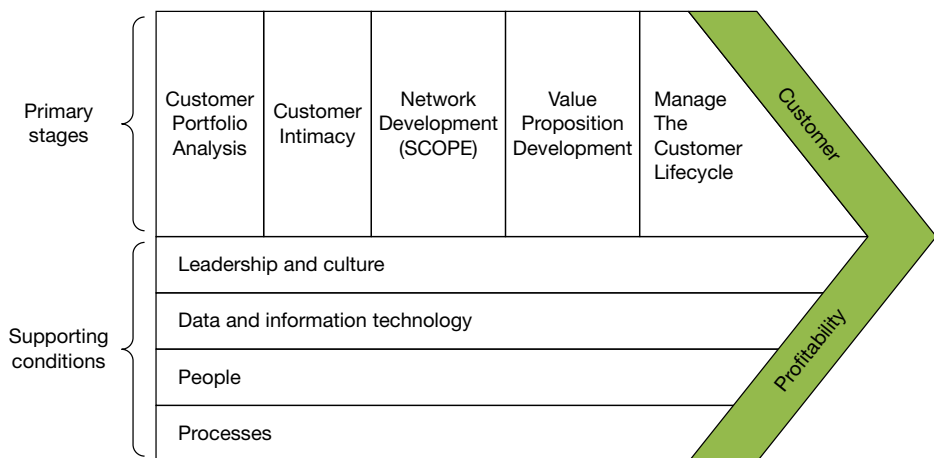 Primary
stages
Customer
Portfolio
Analysis
Customer
Intimacy
Network
Development
(SCOPE)
Value
Proposition
Development
Manage
The
Customer
Lifecycle
Customer
Supporting
conditions
Leadership and culture
Data and information technology
People
Processes
Profitability